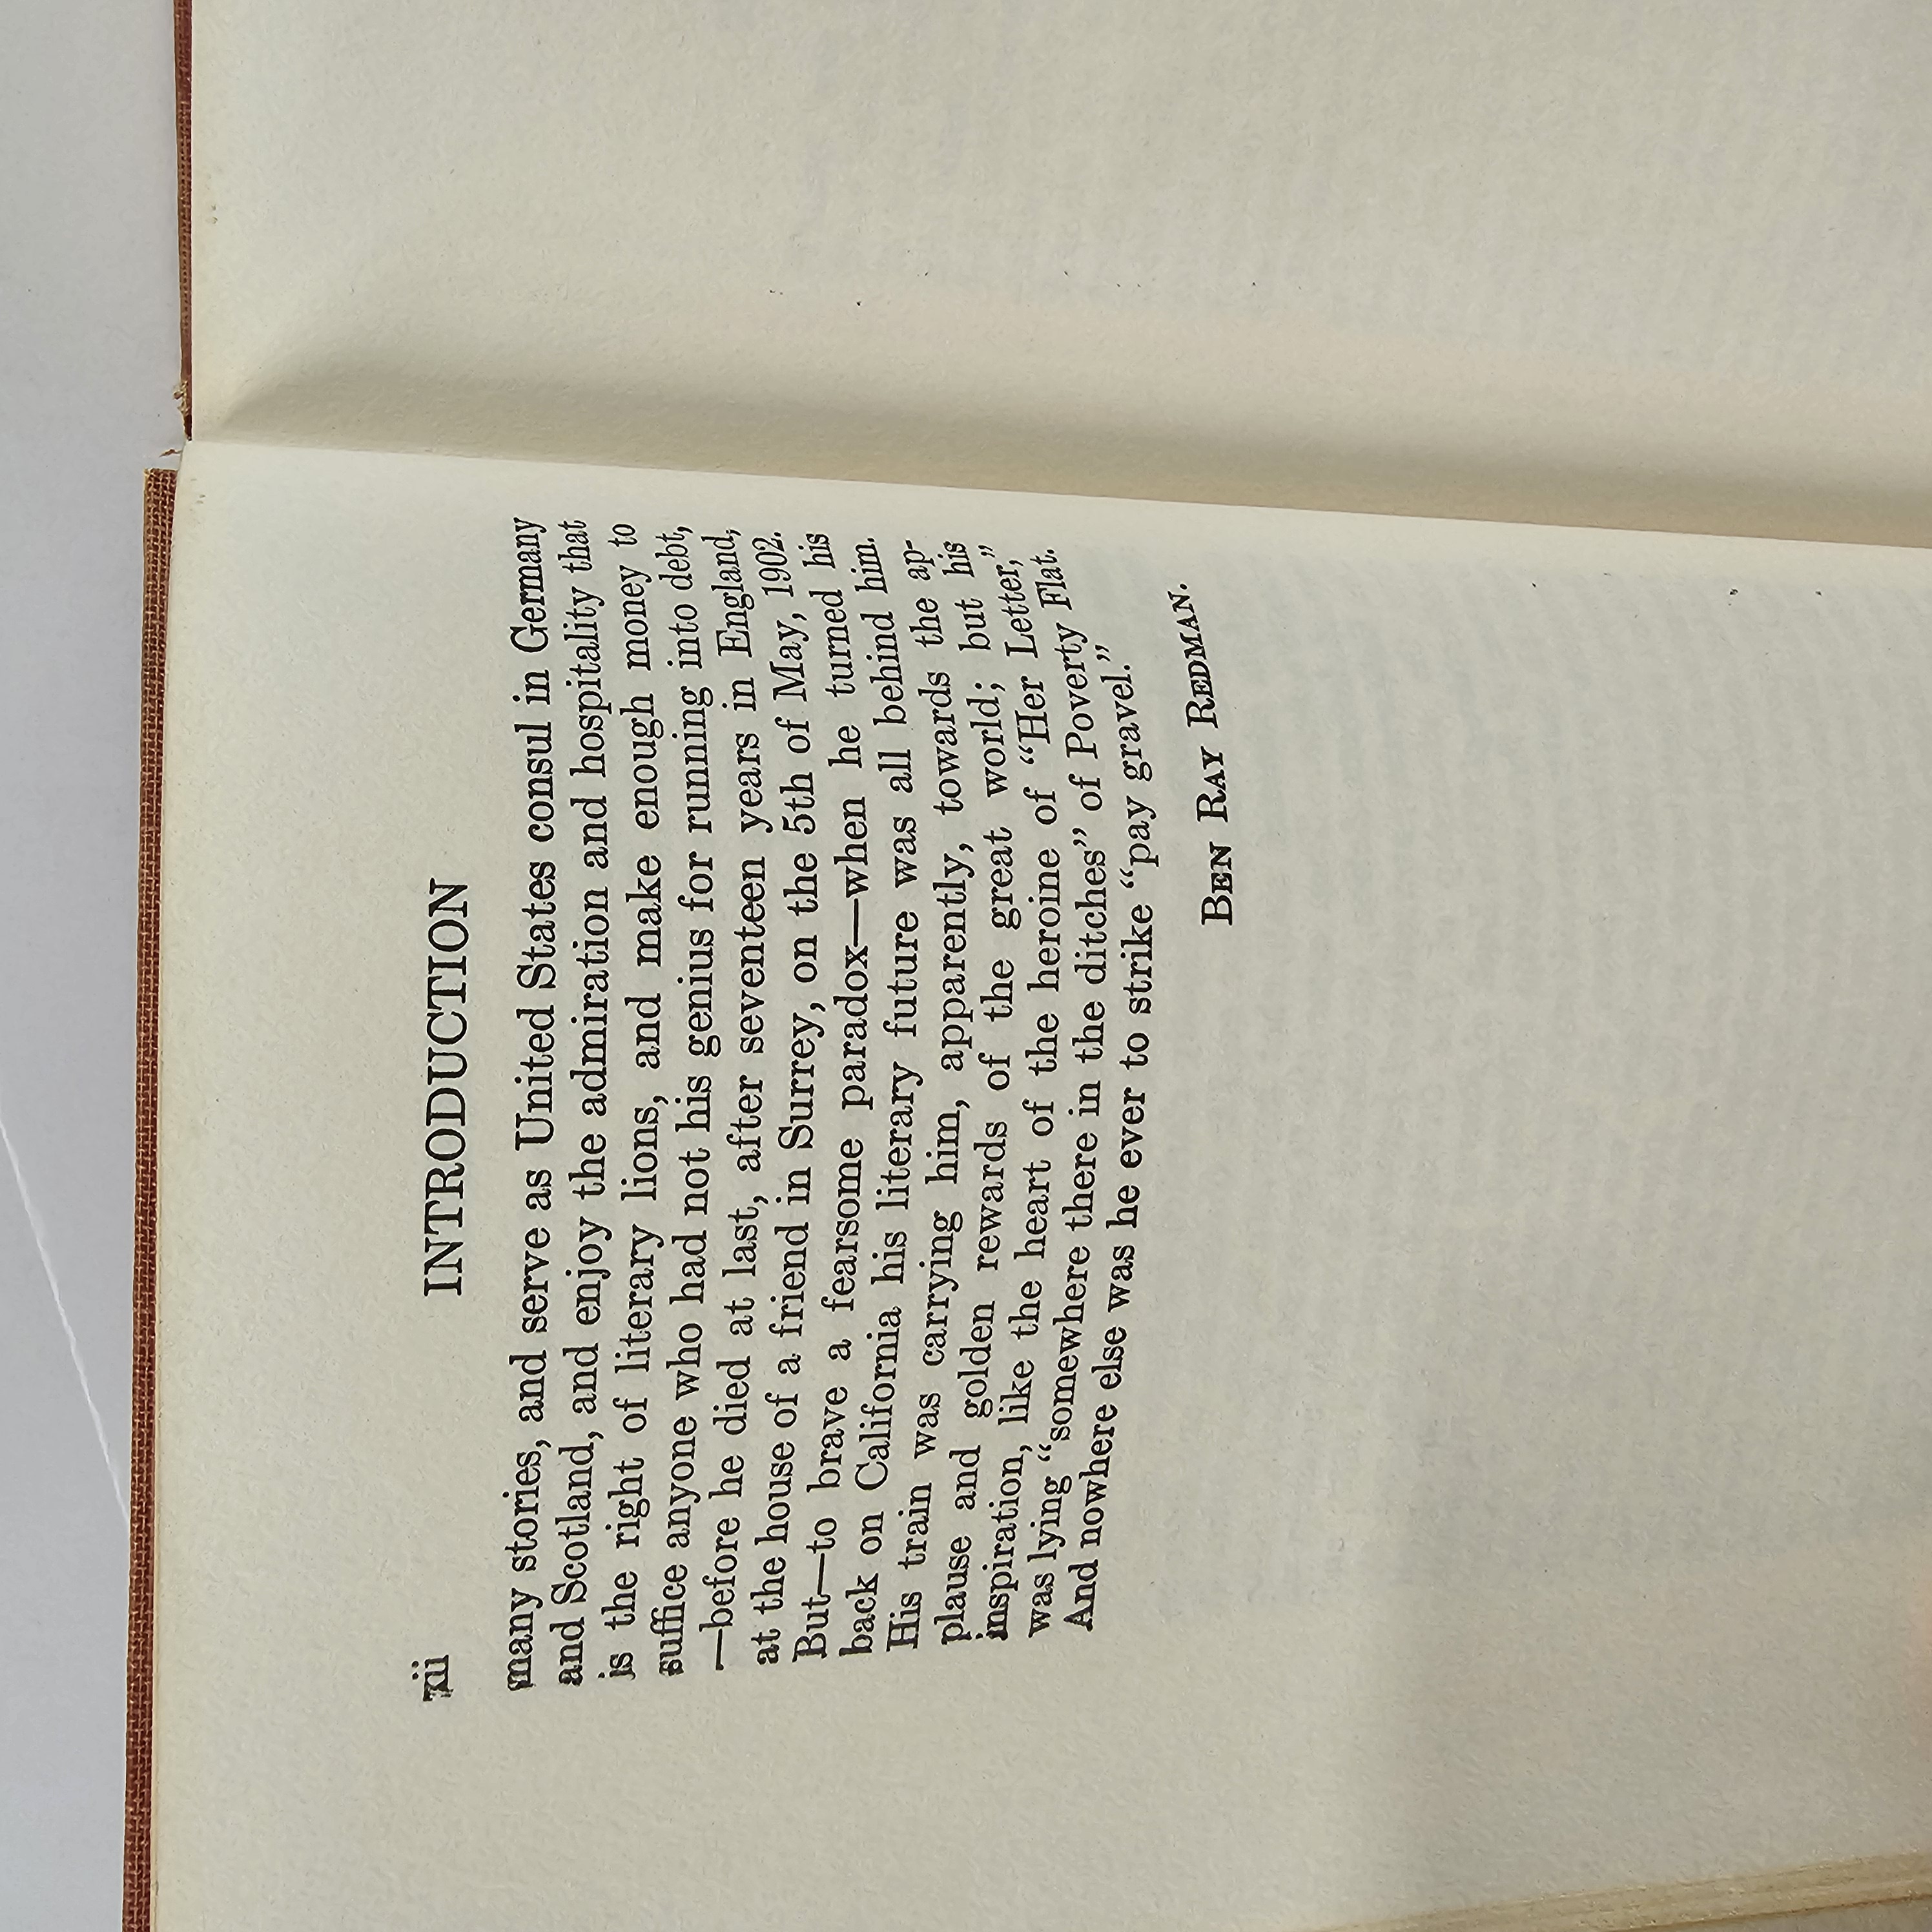 xii
INTRODUCTION
many stories, and serve as United States consul in Germany
and Scotland, and enjoy the admiration and hospitality that
is the right of literary lions, and make enough money to
suffice anyone who had not his genius for running into debt,
—before he died at last, after seventeen years in England,
at the house of a friend in Surrey, on the 5th of May, 1902.
But—to brave a fearsome paradox—when he turned his
back on California his literary future was all behind him.
His train was carrying him, apparently, towards the ap-
plause and golden rewards of the great world; but his
inspiration, like the heart of the heroine of “Her Letter,”
was lying “somewhere there in the ditches” of Poverty Flat.
And nowhere else was he ever to strike “pay gravel.”
BEN RAY REDMAN.